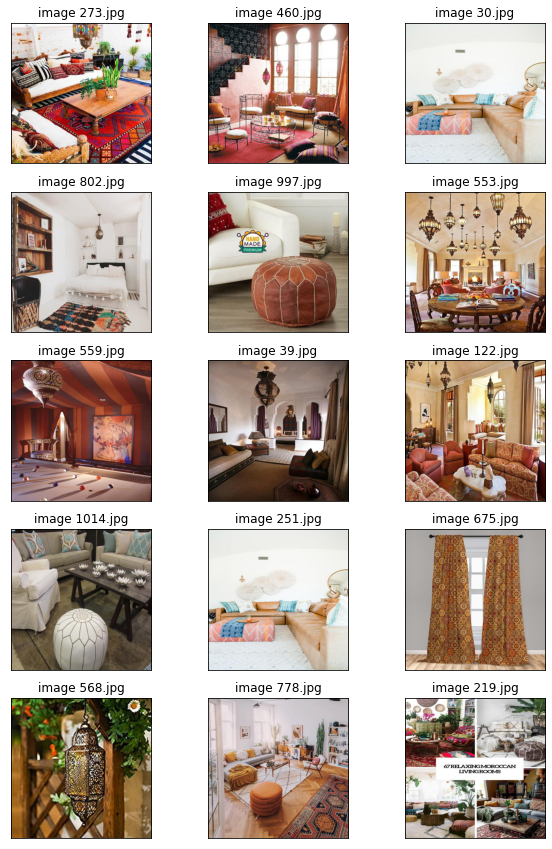 image 273.jpg
image 460.jpg
image 30.jpg
image 802.jpg
image 997.jpg
image 553.jpg
HAND
MADE
PREMIUM
image 559.jpg
image 39.jpg
image 122.jpg
image 1014.jpg
image 251.jpg
image 675.jpg
image 568.jpg
image 778.jpg
image 219.jpg
67 RELAXING MOROCCAN
LIVING ROOMS